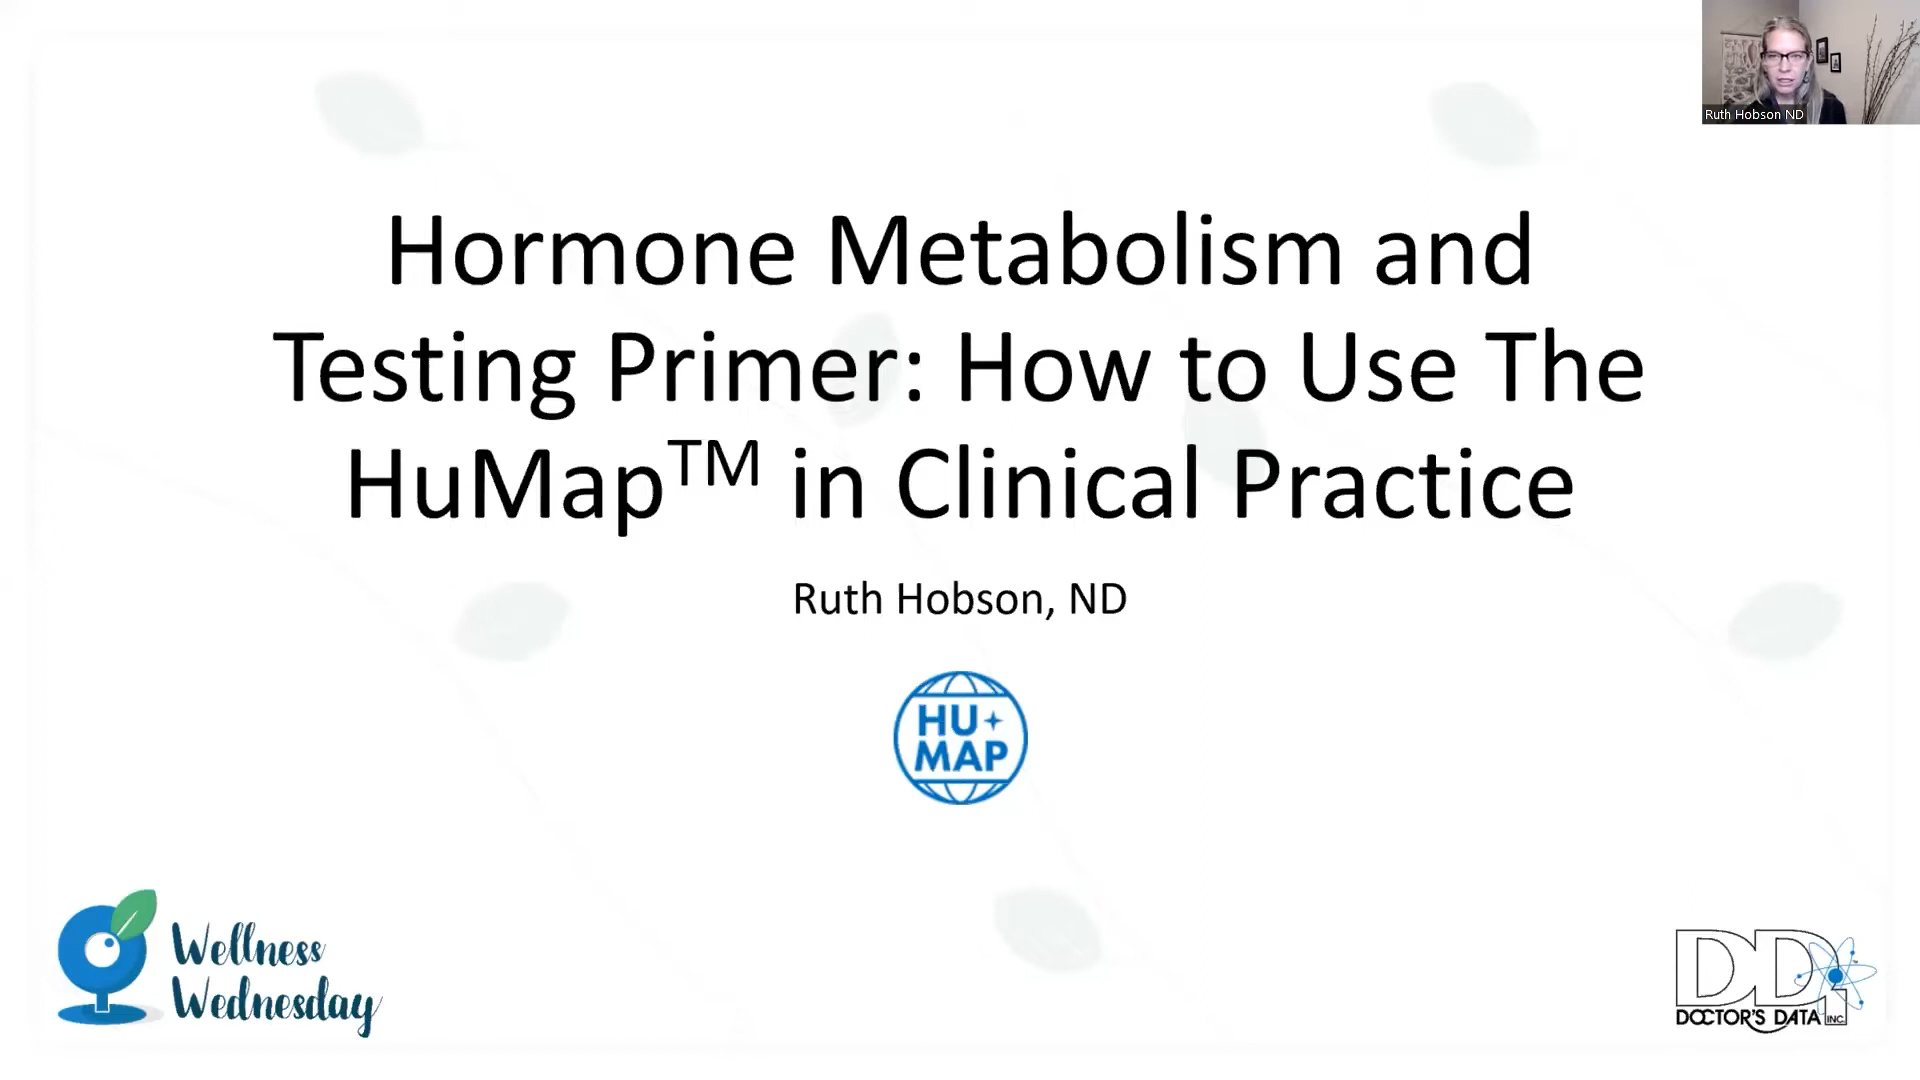 Ruth Hobson ND
Hormone Metabolism and
Testing Primer: How to Use The
HuMap™ in Clinical Practice
Ruth Hobson, ND
HU
MAP
Wellness
Wednesday
DDI
DOCTOR'S DATA INC.